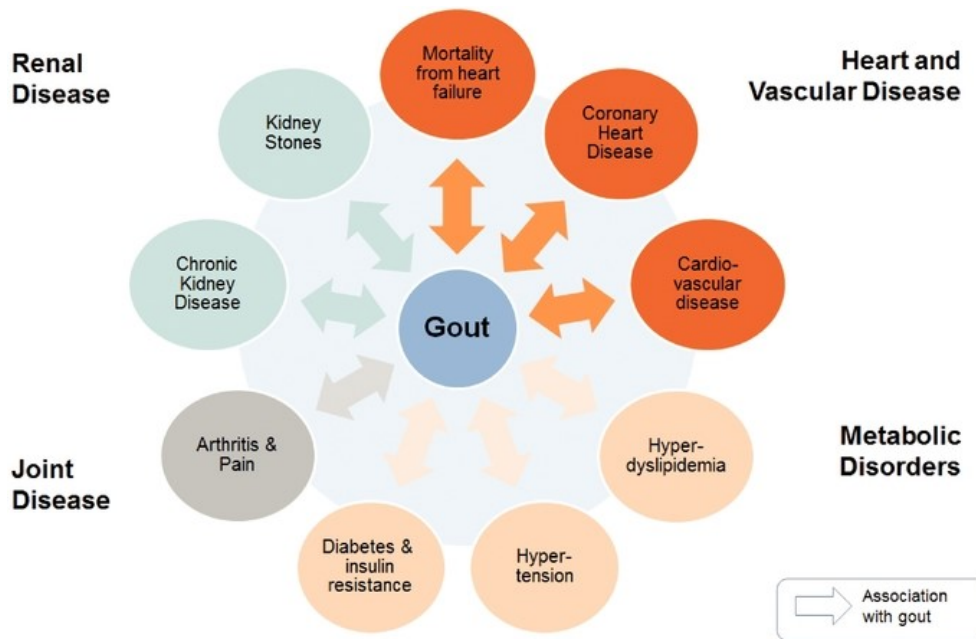 Renal
Disease
Mortality
from heart
failure
Heart and
Vascular Disease
Kidney
Stones
Coronary
Heart
Disease
Chronic
Kidney
Disease
Gout
Cardio-
vascular
disease
Arthritis &
Pain
Hyper-
dyslipidemia
Joint
Disease
Metabolic
Disorders
Diabetes &
insulin
resistance
Hyper-
tension
Association
with gout